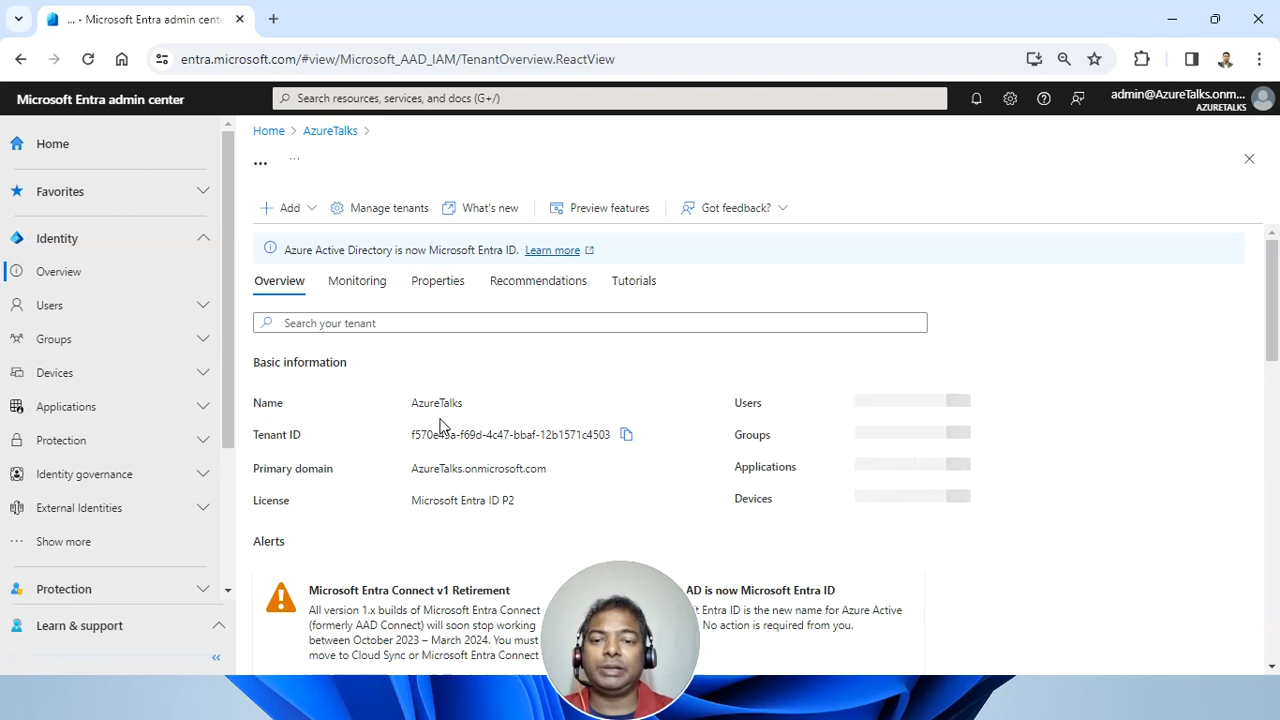 ... - Microsoft Entra admin cente
entra.microsoft.com/#view/Microsoft_AAD_IAM/TenantOverview.ReactView
Microsoft Entra admin center
Search resources, services, and docs (G+/)
admin@AzureTalks.onm...
AZURETALKS
Home
Favorites
Identity
Overview
Users
Groups
Devices
Applications
Protection
Identity governance
External Identities
Show more
Protection
Learn & support
Home > AzureTalks >
...
Add
Manage tenants
What's new
Preview features
Got feedback?
Azure Active Directory is now Microsoft Entra ID. Learn more
Overview Monitoring Properties Recommendations Tutorials
Search your tenant
Basic information
Name AzureTalks
Tenant ID
Primary domain AzureTalks.onmicrosoft.com
License Microsoft Entra ID P2
Users
Groups
Applications
Devices
Alerts
Microsoft Entra Connect v1 Retirement
All version 1.x builds of Microsoft Entra Connect
(formerly AAD Connect) will soon stop working
between October 2023 – March 2024. You must
move to Cloud Sync or Microsoft Entra Connect
AD is now Microsoft Entra ID
Entra ID is the new name for Azure Active
No action is required from you.